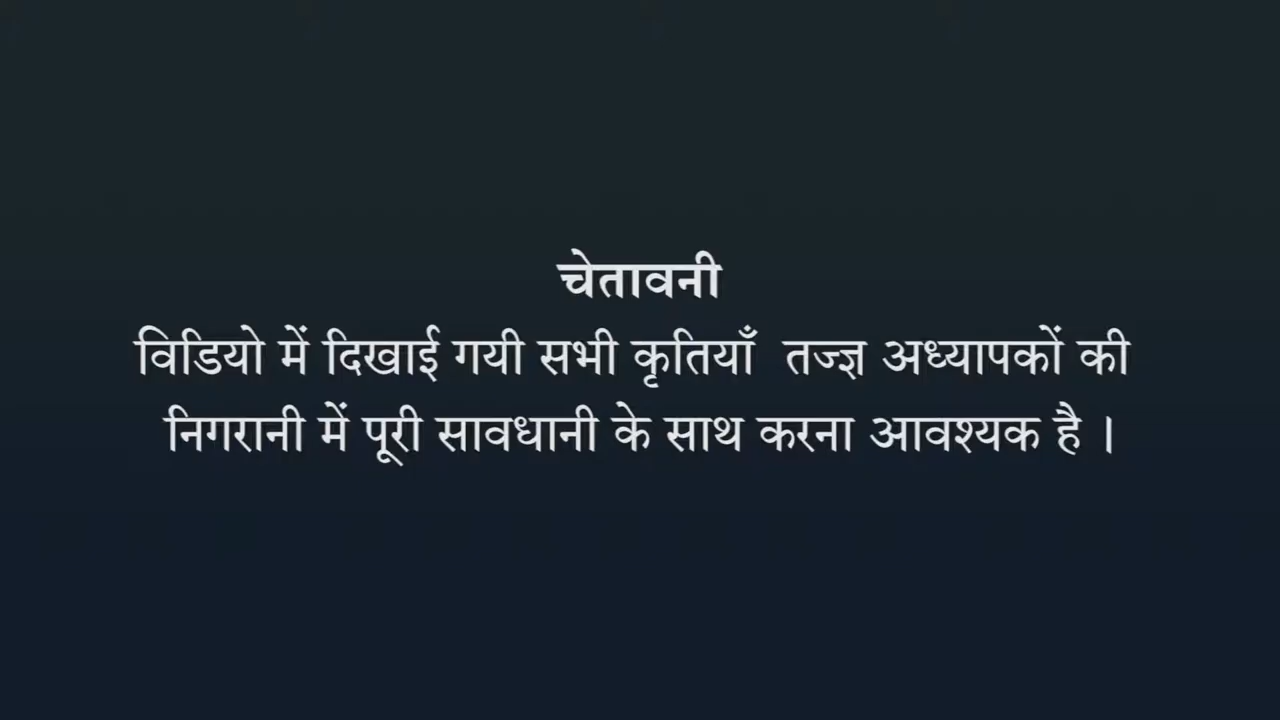 चेतावनी
विडियो में दिखाई गयी सभी कृतियाँ तज्ज्ञ अध्यापकों की
निगरानी में पूरी सावधानी के साथ करना आवश्यक है ।